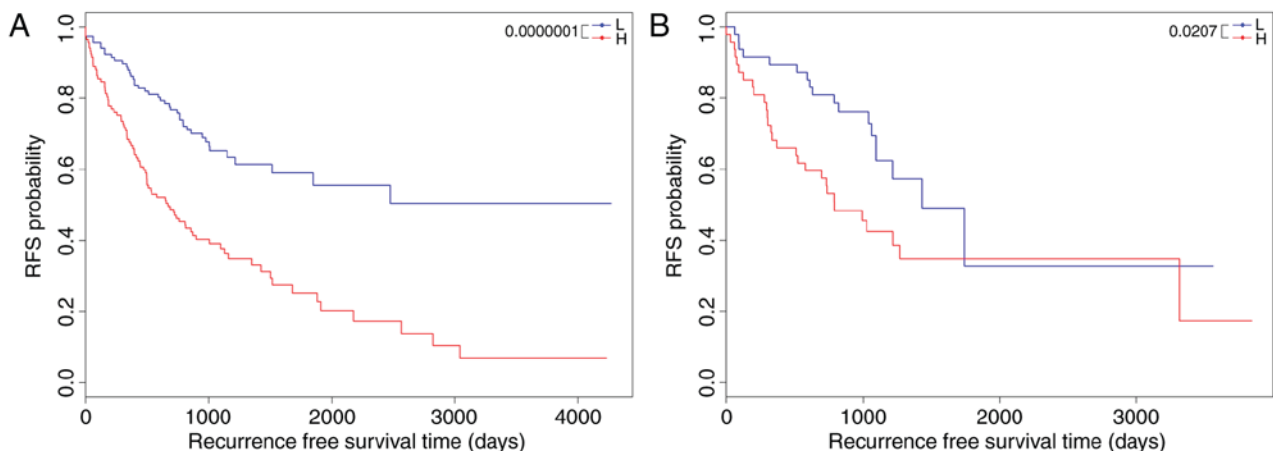 A
0.0000001
L
H
RFS probability
1.0
0.8
0.6
0.4
0.2
0.0
0 1000 2000 3000 4000
Recurrence free survival time (days)
B
0.0207
L
H
RFS probability
1.0
0.8
0.6
0.4
0.2
0.0
0 1000 2000 3000
Recurrence free survival time (days)